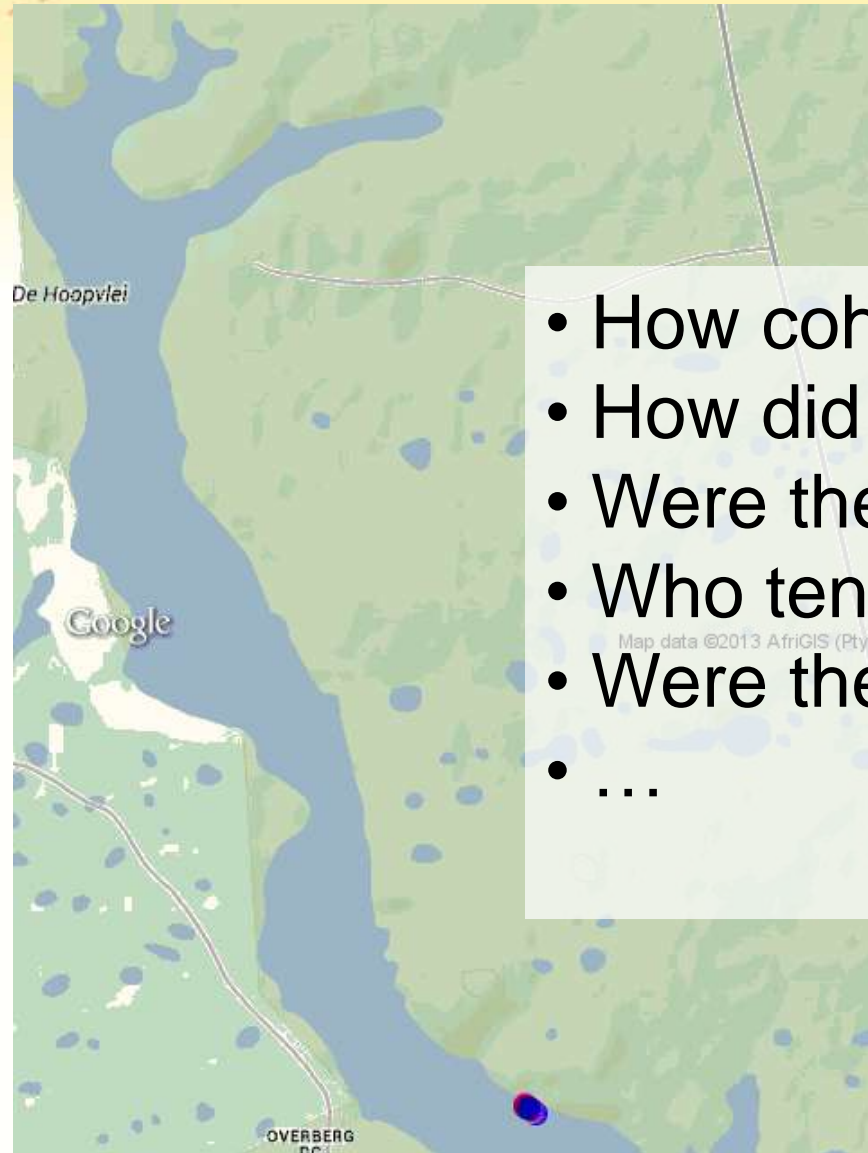 De Hoopvlei
• How coh
• How did
• Were the
• Who ten
Google
Map data ©2013 AfriGIS (Pty
• Were the
• …
OVERBERG
DC